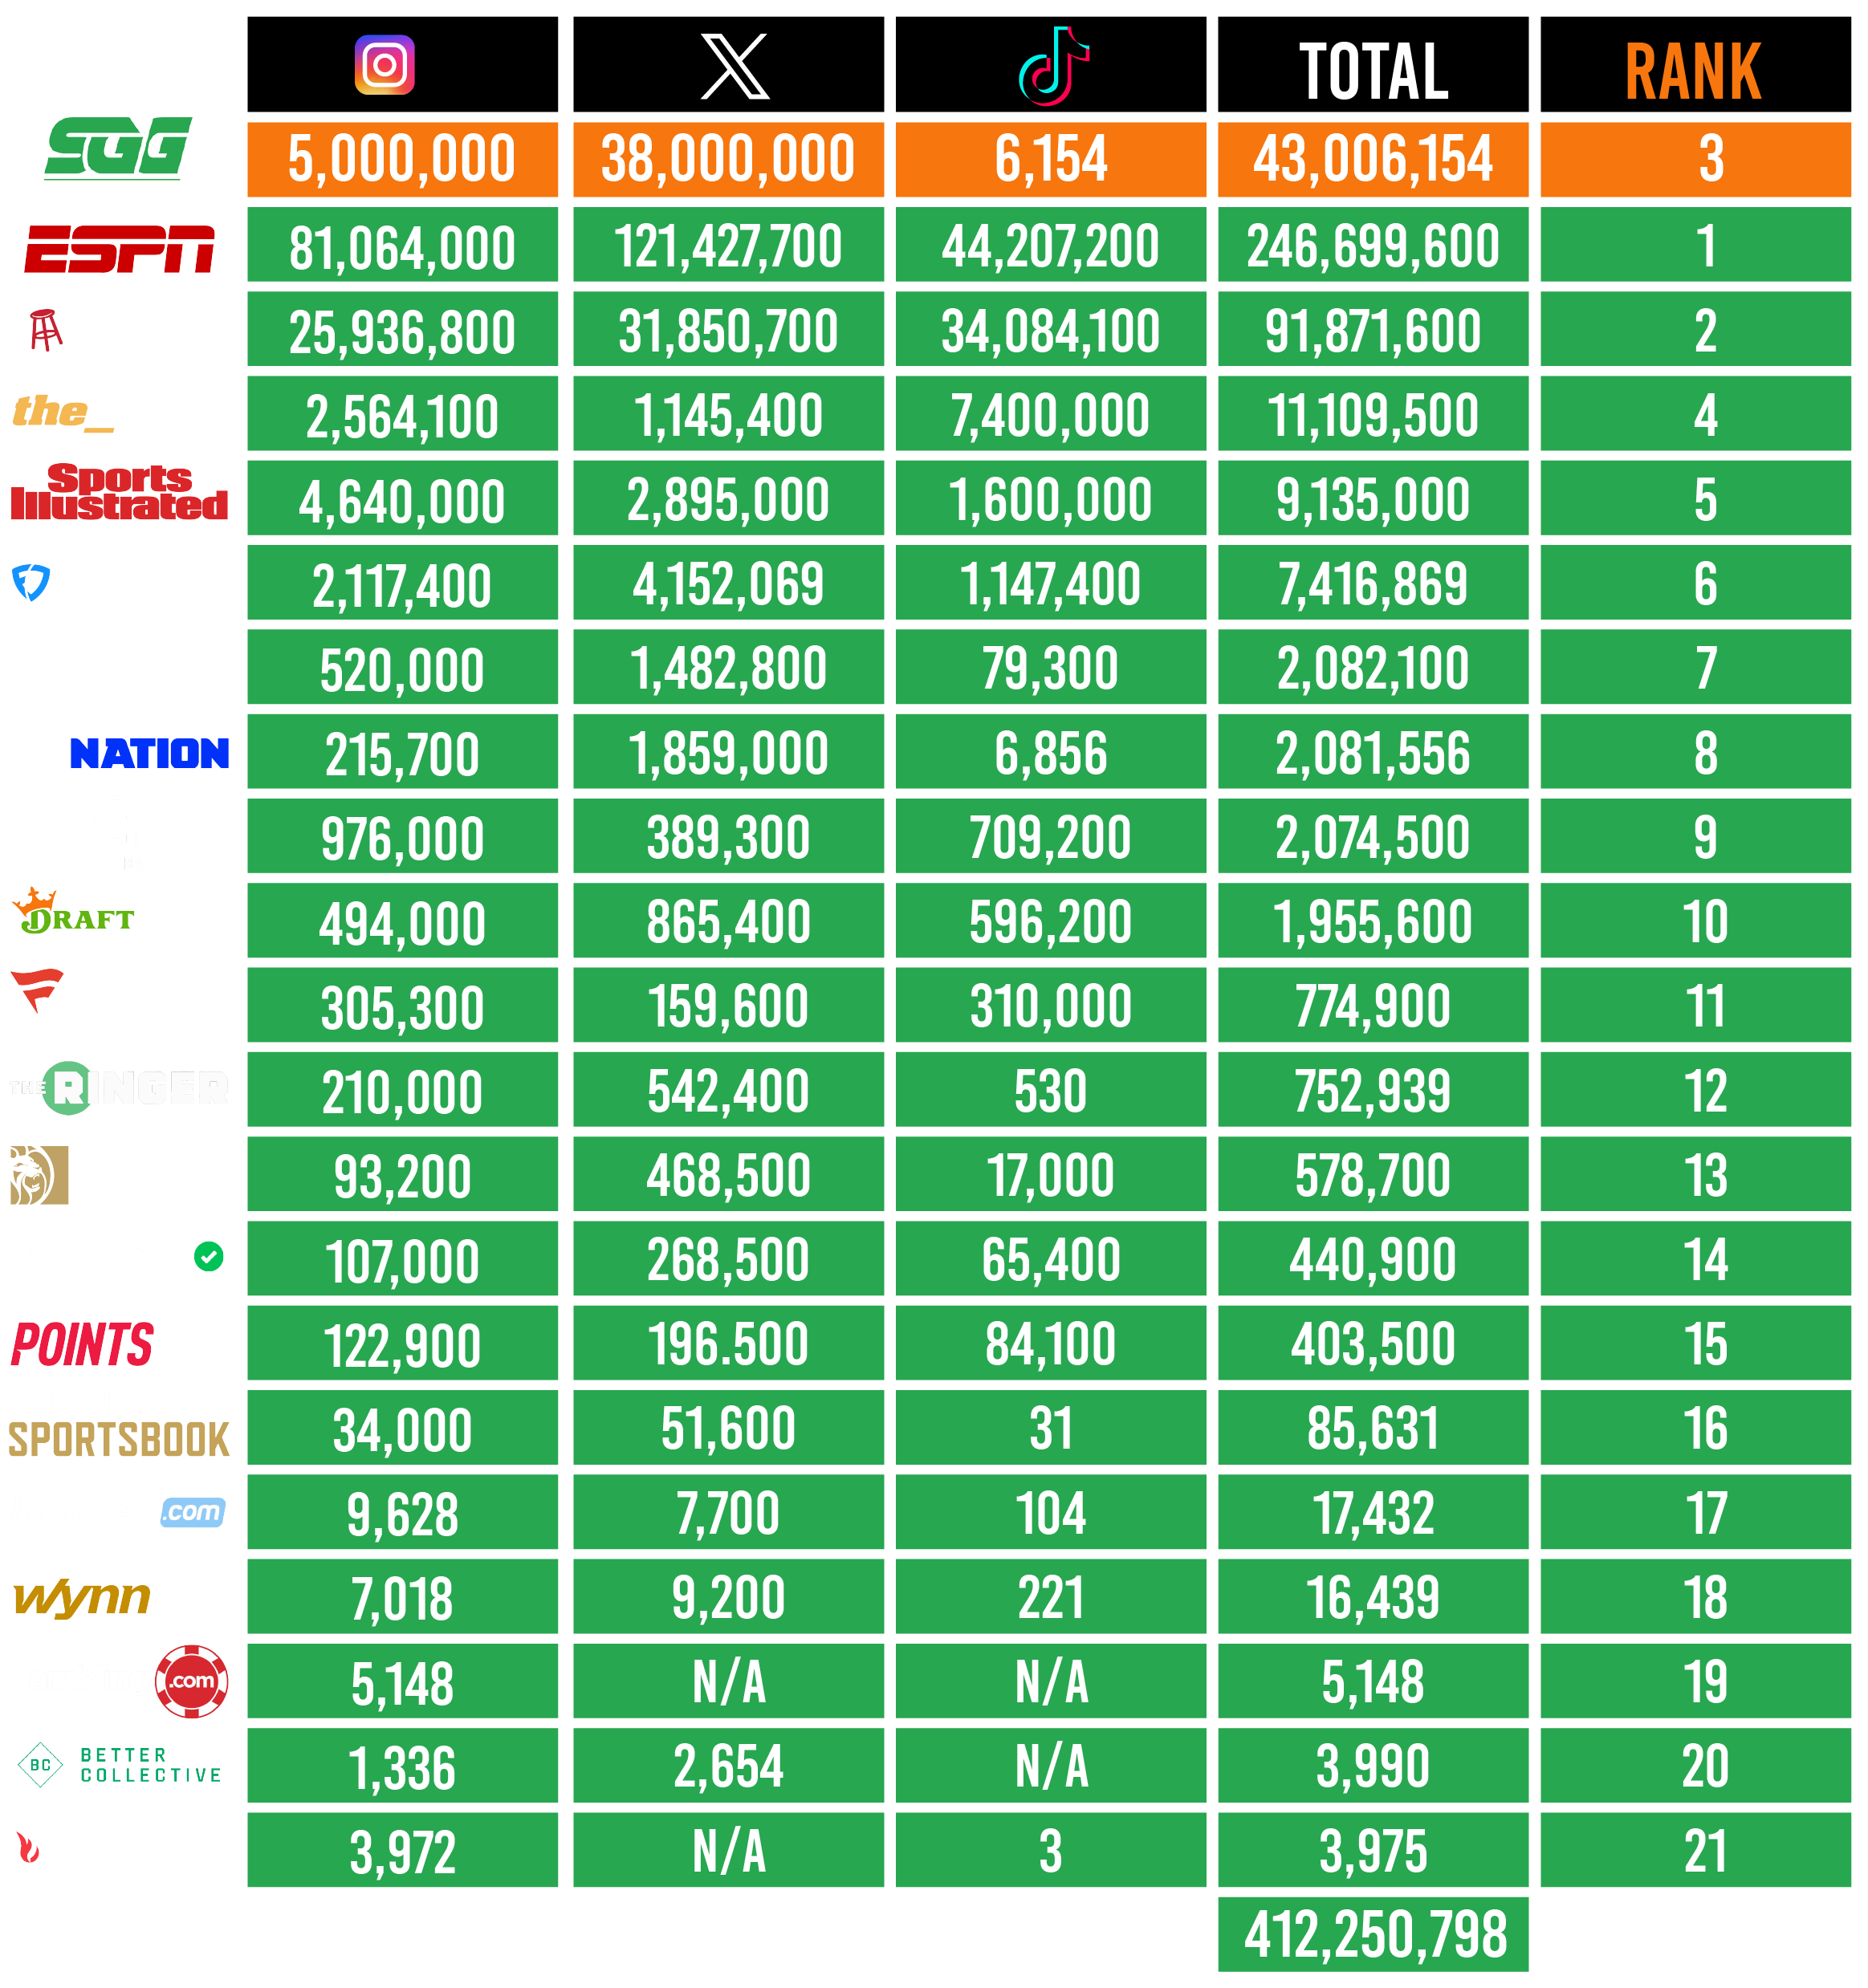 TOTAL RANK
SGG 5,000,000 38,000,000 6,154 43,006,154 3
ESPN 81,064,000 121,427,700 44,207,200 246,699,600 1
25,936,800 31,850,700 34,084,100 91,871,600 2
the_ 2,564,100 1,145,400 7,400,000 11,109,500 4
Sports
Illustrated 4,640,000 2,895,000 1,600,000 9,135,000 5
2,117,400 4,152,069 1,147,400 7,416,869 6
520,000 1,482,800 79,300 2,082,100 7
NATION 215,700 1,859,000 6,856 2,081,556 8
976,000 389,300 709,200 2,074,500 9
DRAFT 494,000 865,400 596,200 1,955,600 10
305,300 159,600 310,000 774,900 11
THE RINGER 210,000 542,400 530 752,939 12
93,200 468,500 17,000 578,700 13
107,000 268,500 65,400 440,900 14
POINTS 122,900 196.500 84,100 403,500 15
SPORTSBOOK 34,000 51,600 31 85,631 16
.com 9,628 7,700 104 17,432 17
wynn 7,018 9,200 221 16,439 18
.com 5,148 N/A N/A 5,148 19
BC BETTER
COLLECTIVE 1,336 2,654 N/A 3,990 20
3,972 N/A 3 3,975 21
412,250,798